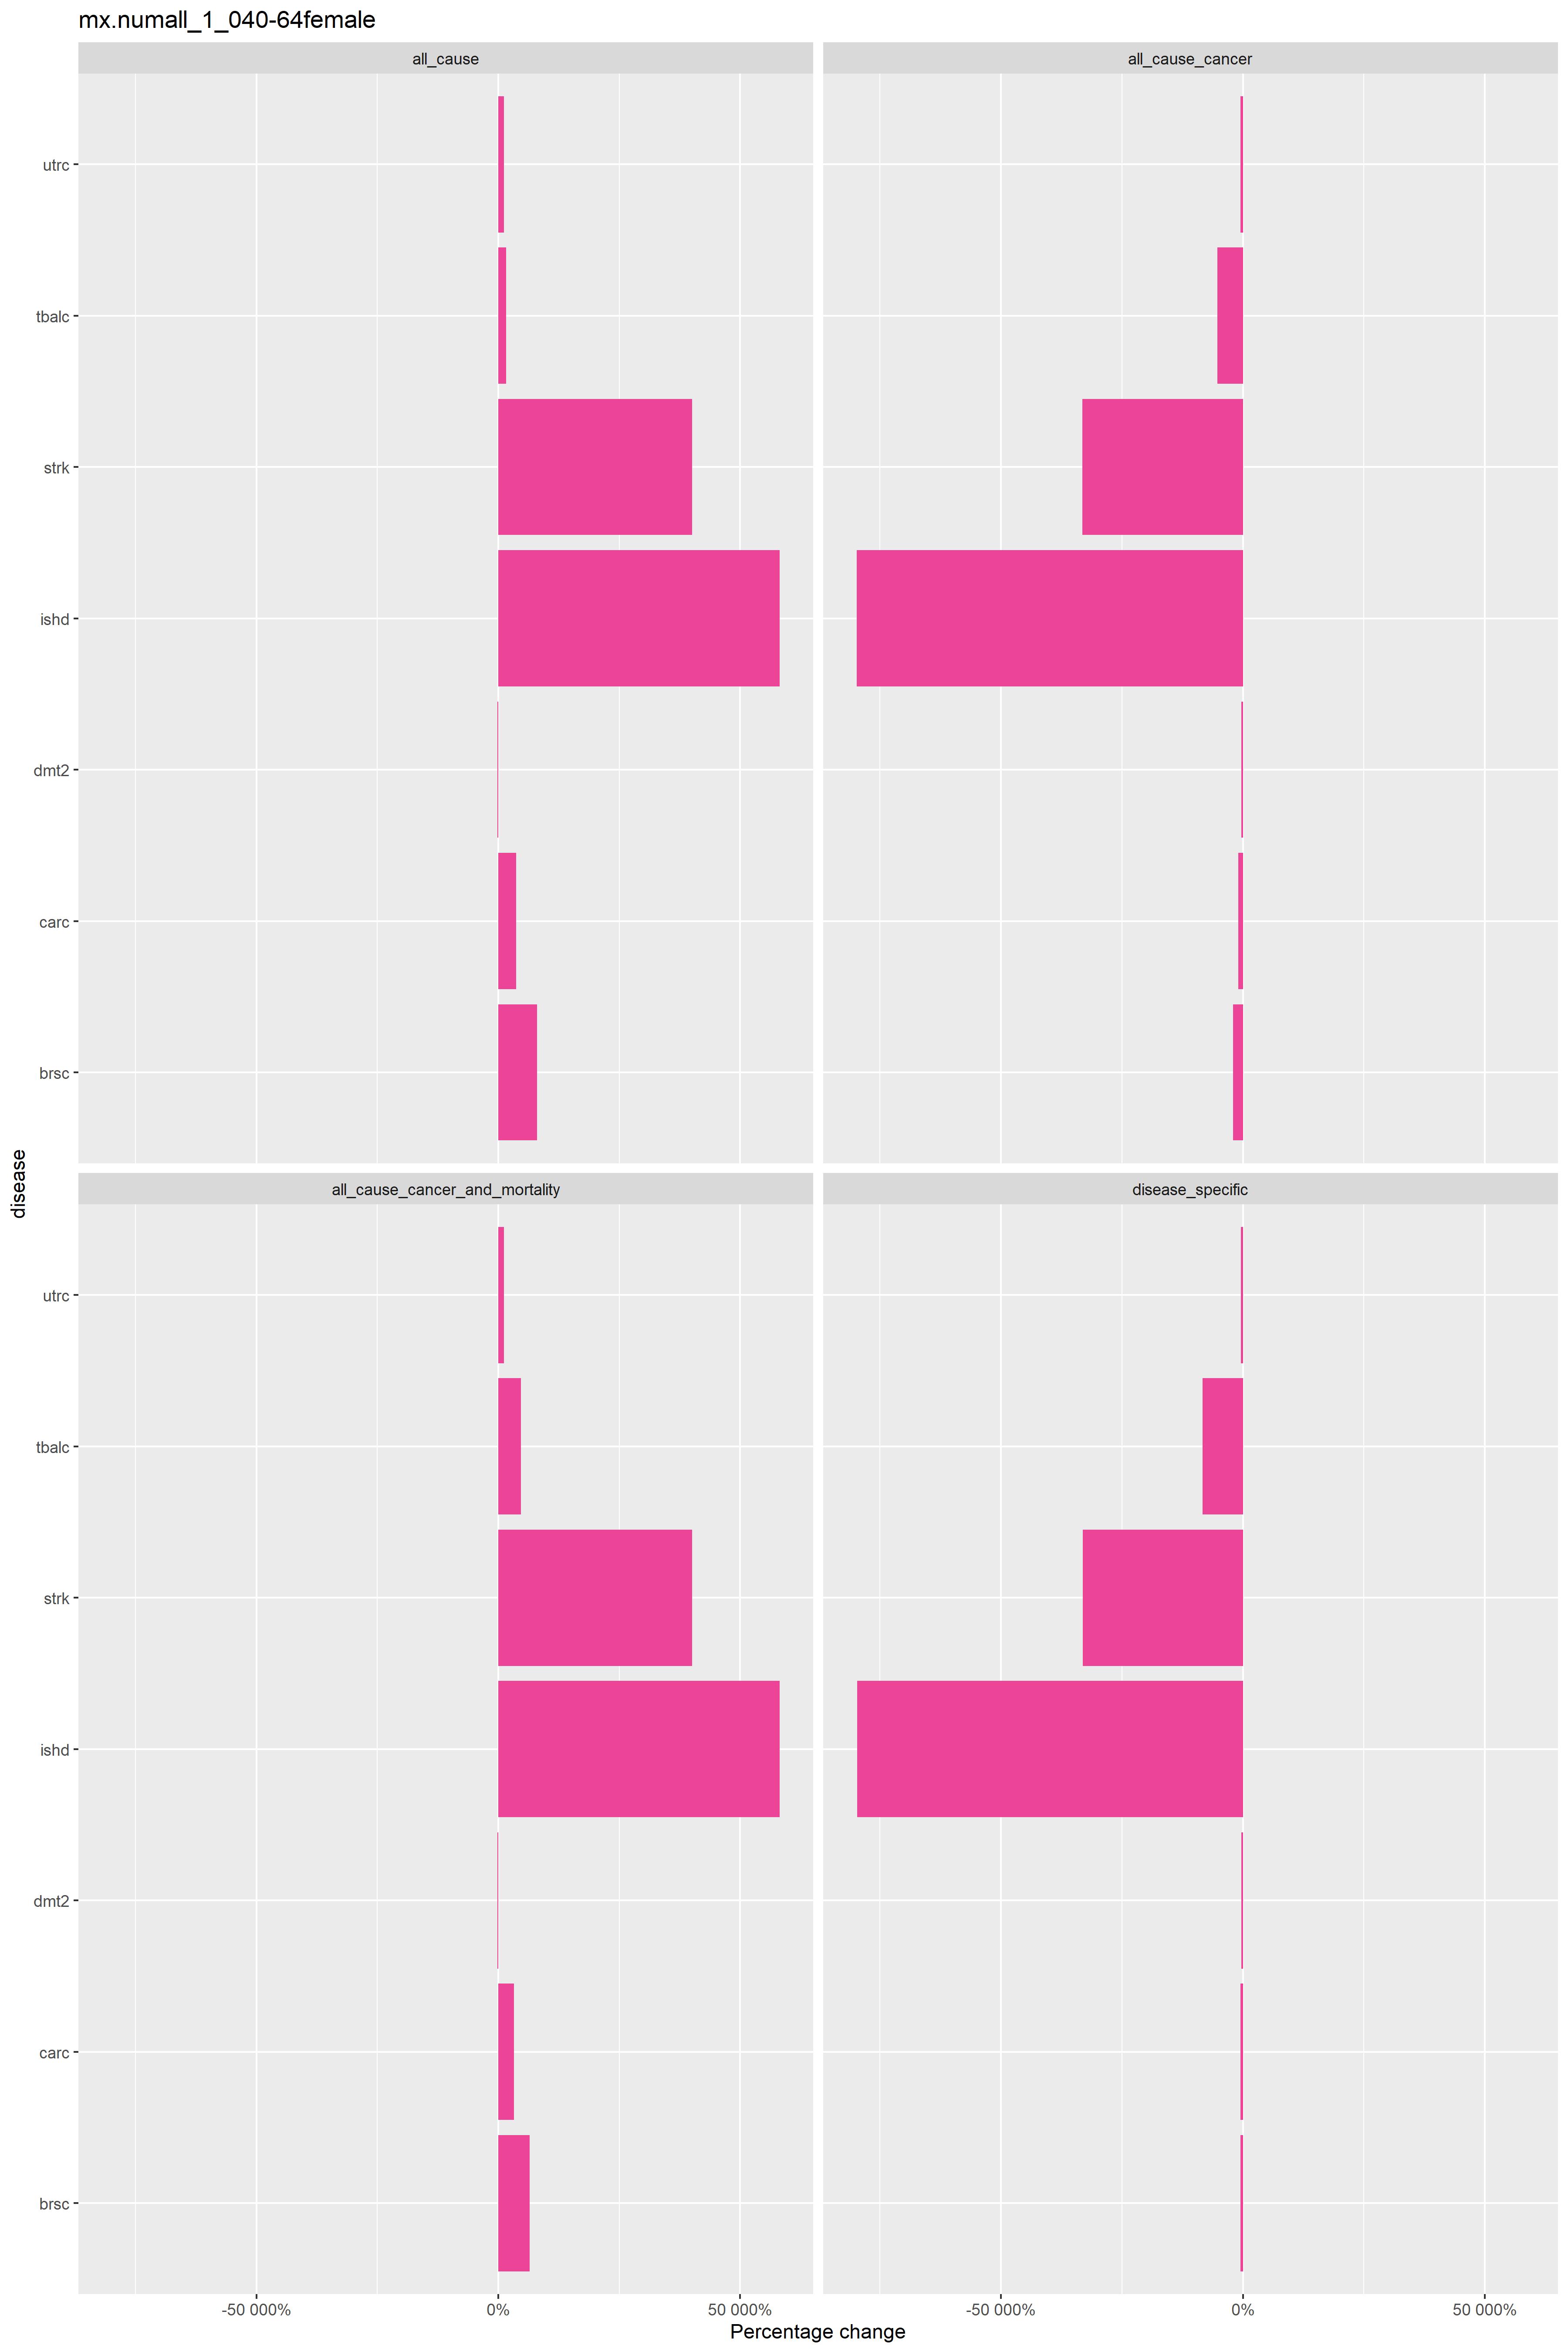 mx.numall_1_040-64female
all_cause
all_cause_cancer
utrc
tbalc
strk
ishd
dmt2
carc
brsc
disease
all_cause_cancer_and_mortality
disease_specific
utrc
tbalc
strk
ishd
dmt2
carc
brsc
-50 000%
0%
50 000%
-50 000%
0%
50 000%
Percentage change